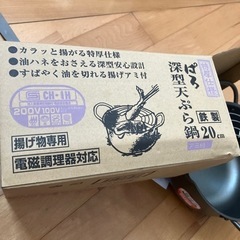 ・カラッと揚がる特厚仕様
・油ハネをおさえる深型安心設計
・すばやく油を切れる揚げアミ付
CH・IH
200V 100V
揚げ物専用
電磁調理器対応
深型天ぷら鍋
鉄製
20cm